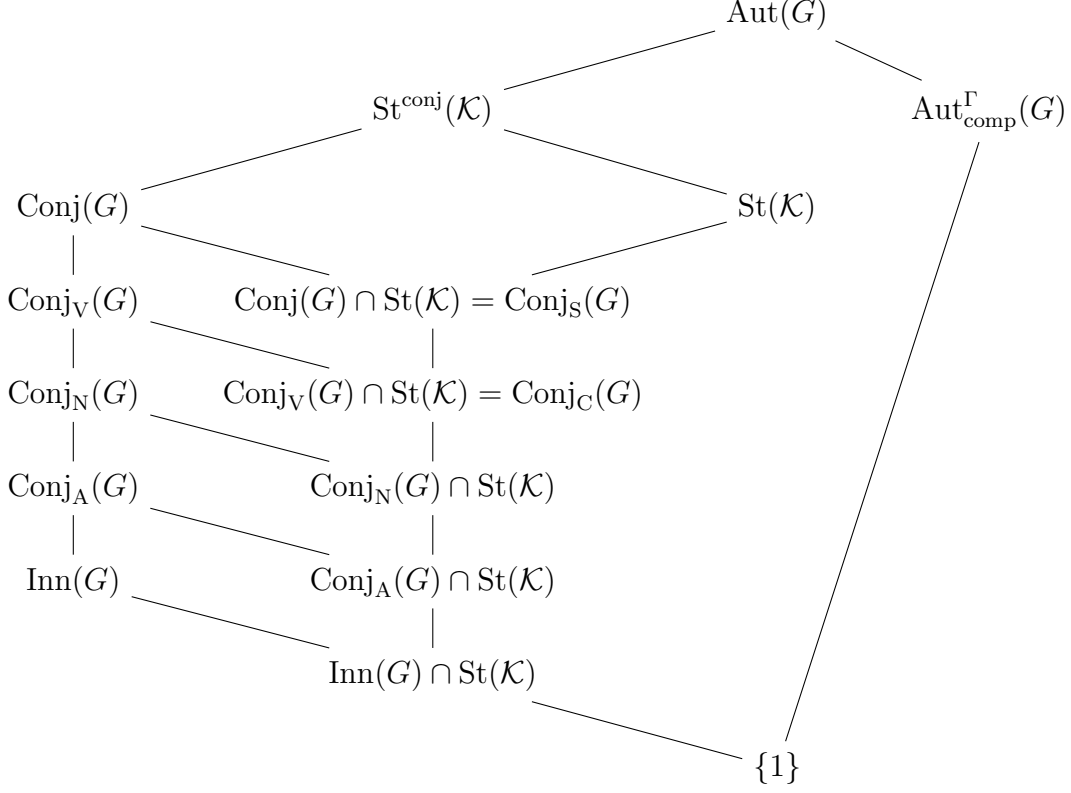 Aut(G)
St^conj(𝒦)
Aut^Γ_comp(G)
Conj(G)
St(𝒦)
Conj_V(G)
Conj(G) ∩ St(𝒦) = Conj_S(G)
Conj_N(G)
Conj_V(G) ∩ St(𝒦) = Conj_C(G)
Conj_A(G)
Conj_N(G) ∩ St(𝒦)
Inn(G)
Conj_A(G) ∩ St(𝒦)
Inn(G) ∩ St(𝒦)
{1}